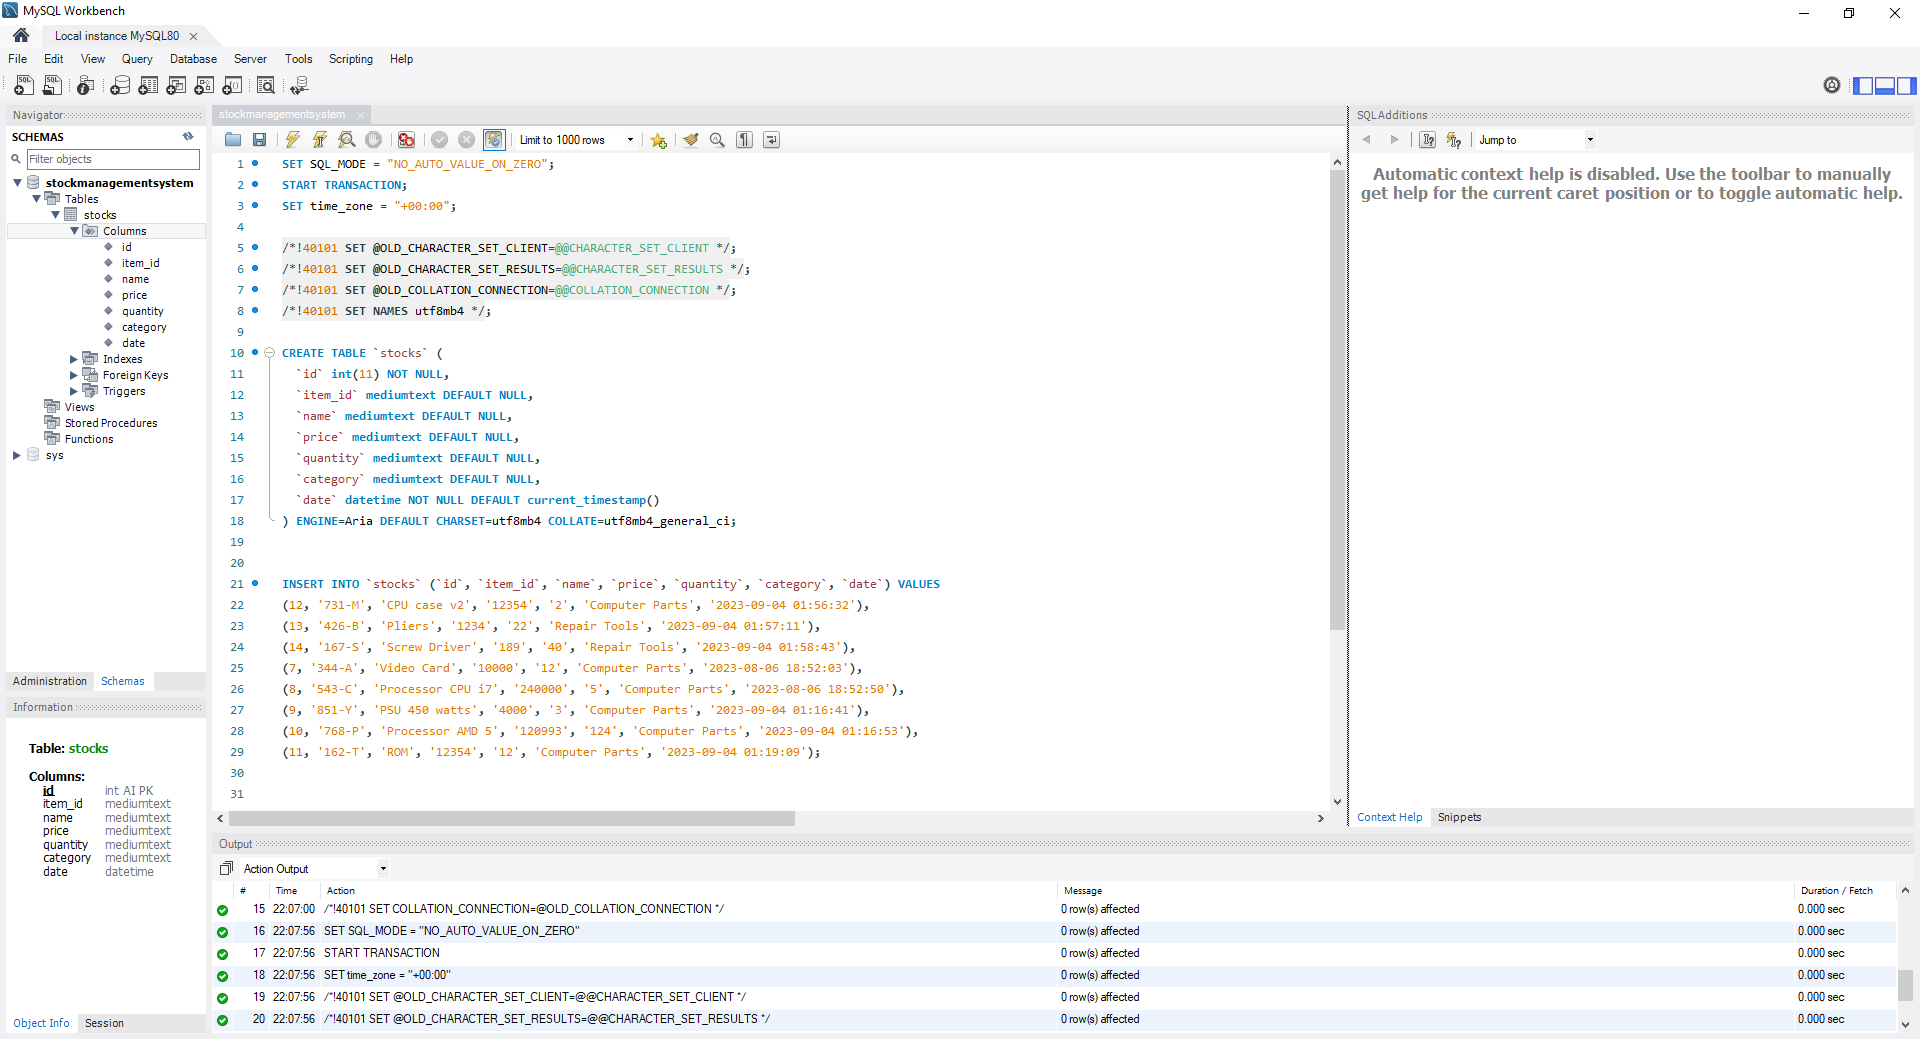 MySQL Workbench
Local instance MySQL80
File Edit View Query Database Server Tools Scripting Help
Navigator
SCHEMAS
Filter objects
stockmanagementsystem
Tables
stocks
Columns
id
item_id
name
price
quantity
category
date
Indexes
Foreign Keys
Triggers
Views
Stored Procedures
Functions
sys
Administration Schemas
Information
Table: stocks
Columns:
id int AI PK
item_id mediumtext
name mediumtext
price mediumtext
quantity mediumtext
category mediumtext
date datetime
Object Info Session
stockmanagementsystem
Limit to 1000 rows
1 SET SQL_MODE = "NO_AUTO_VALUE_ON_ZERO";
2 START TRANSACTION;
3 SET time_zone = "+00:00";
4
5 /*!40101 SET @OLD_CHARACTER_SET_CLIENT=@@CHARACTER_SET_CLIENT */;
6 /*!40101 SET @OLD_CHARACTER_SET_RESULTS=@@CHARACTER_SET_RESULTS */;
7 /*!40101 SET @OLD_COLLATION_CONNECTION=@@COLLATION_CONNECTION */;
8 /*!40101 SET NAMES utf8mb4 */;
9
10 CREATE TABLE `stocks` (
11 `id` int(11) NOT NULL,
12 `item_id` mediumtext DEFAULT NULL,
13 `name` mediumtext DEFAULT NULL,
14 `price` mediumtext DEFAULT NULL,
15 `quantity` mediumtext DEFAULT NULL,
16 `category` mediumtext DEFAULT NULL,
17 `date` datetime NOT NULL DEFAULT current_timestamp()
18 ) ENGINE=Aria DEFAULT CHARSET=utf8mb4 COLLATE=utf8mb4_general_ci;
19
20
21 INSERT INTO `stocks` (`id`, `item_id`, `name`, `price`, `quantity`, `category`, `date`) VALUES
22 (12, '731-M', 'CPU case v2', '12354', '2', 'Computer Parts', '2023-09-04 01:56:32'),
23 (13, '426-B', 'Pliers', '1234', '22', 'Repair Tools', '2023-09-04 01:57:11'),
24 (14, '167-S', 'Screw Driver', '189', '40', 'Repair Tools', '2023-09-04 01:58:43'),
25 (7, '344-A', 'Video Card', '10000', '12', 'Computer Parts', '2023-08-06 18:52:03'),
26 (8, '543-C', 'Processor CPU i7', '240000', '5', 'Computer Parts', '2023-08-06 18:52:50'),
27 (9, '851-Y', 'PSU 450 watts', '4000', '3', 'Computer Parts', '2023-09-04 01:16:41'),
28 (10, '768-P', 'Processor AMD 5', '120993', '124', 'Computer Parts', '2023-09-04 01:16:53'),
29 (11, '162-T', 'ROM', '12354', '12', 'Computer Parts', '2023-09-04 01:19:09');
30
31
SQLAdditions
Jump to
Automatic context help is disabled. Use the toolbar to manually
get help for the current caret position or to toggle automatic help.
Context Help Snippets
Output
Action Output
# Time Action Message Duration / Fetch
15 22:07:00 /*!40101 SET COLLATION_CONNECTION=@OLD_COLLATION_CONNECTION */ 0 row(s) affected 0.000 sec
16 22:07:56 SET SQL_MODE = "NO_AUTO_VALUE_ON_ZERO" 0 row(s) affected 0.000 sec
17 22:07:56 START TRANSACTION 0 row(s) affected 0.000 sec
18 22:07:56 SET time_zone = "+00:00" 0 row(s) affected 0.000 sec
19 22:07:56 /*!40101 SET @OLD_CHARACTER_SET_CLIENT=@@CHARACTER_SET_CLIENT */ 0 row(s) affected 0.000 sec
20 22:07:56 /*!40101 SET @OLD_CHARACTER_SET_RESULTS=@@CHARACTER_SET_RESULTS */ 0 row(s) affected 0.000 sec